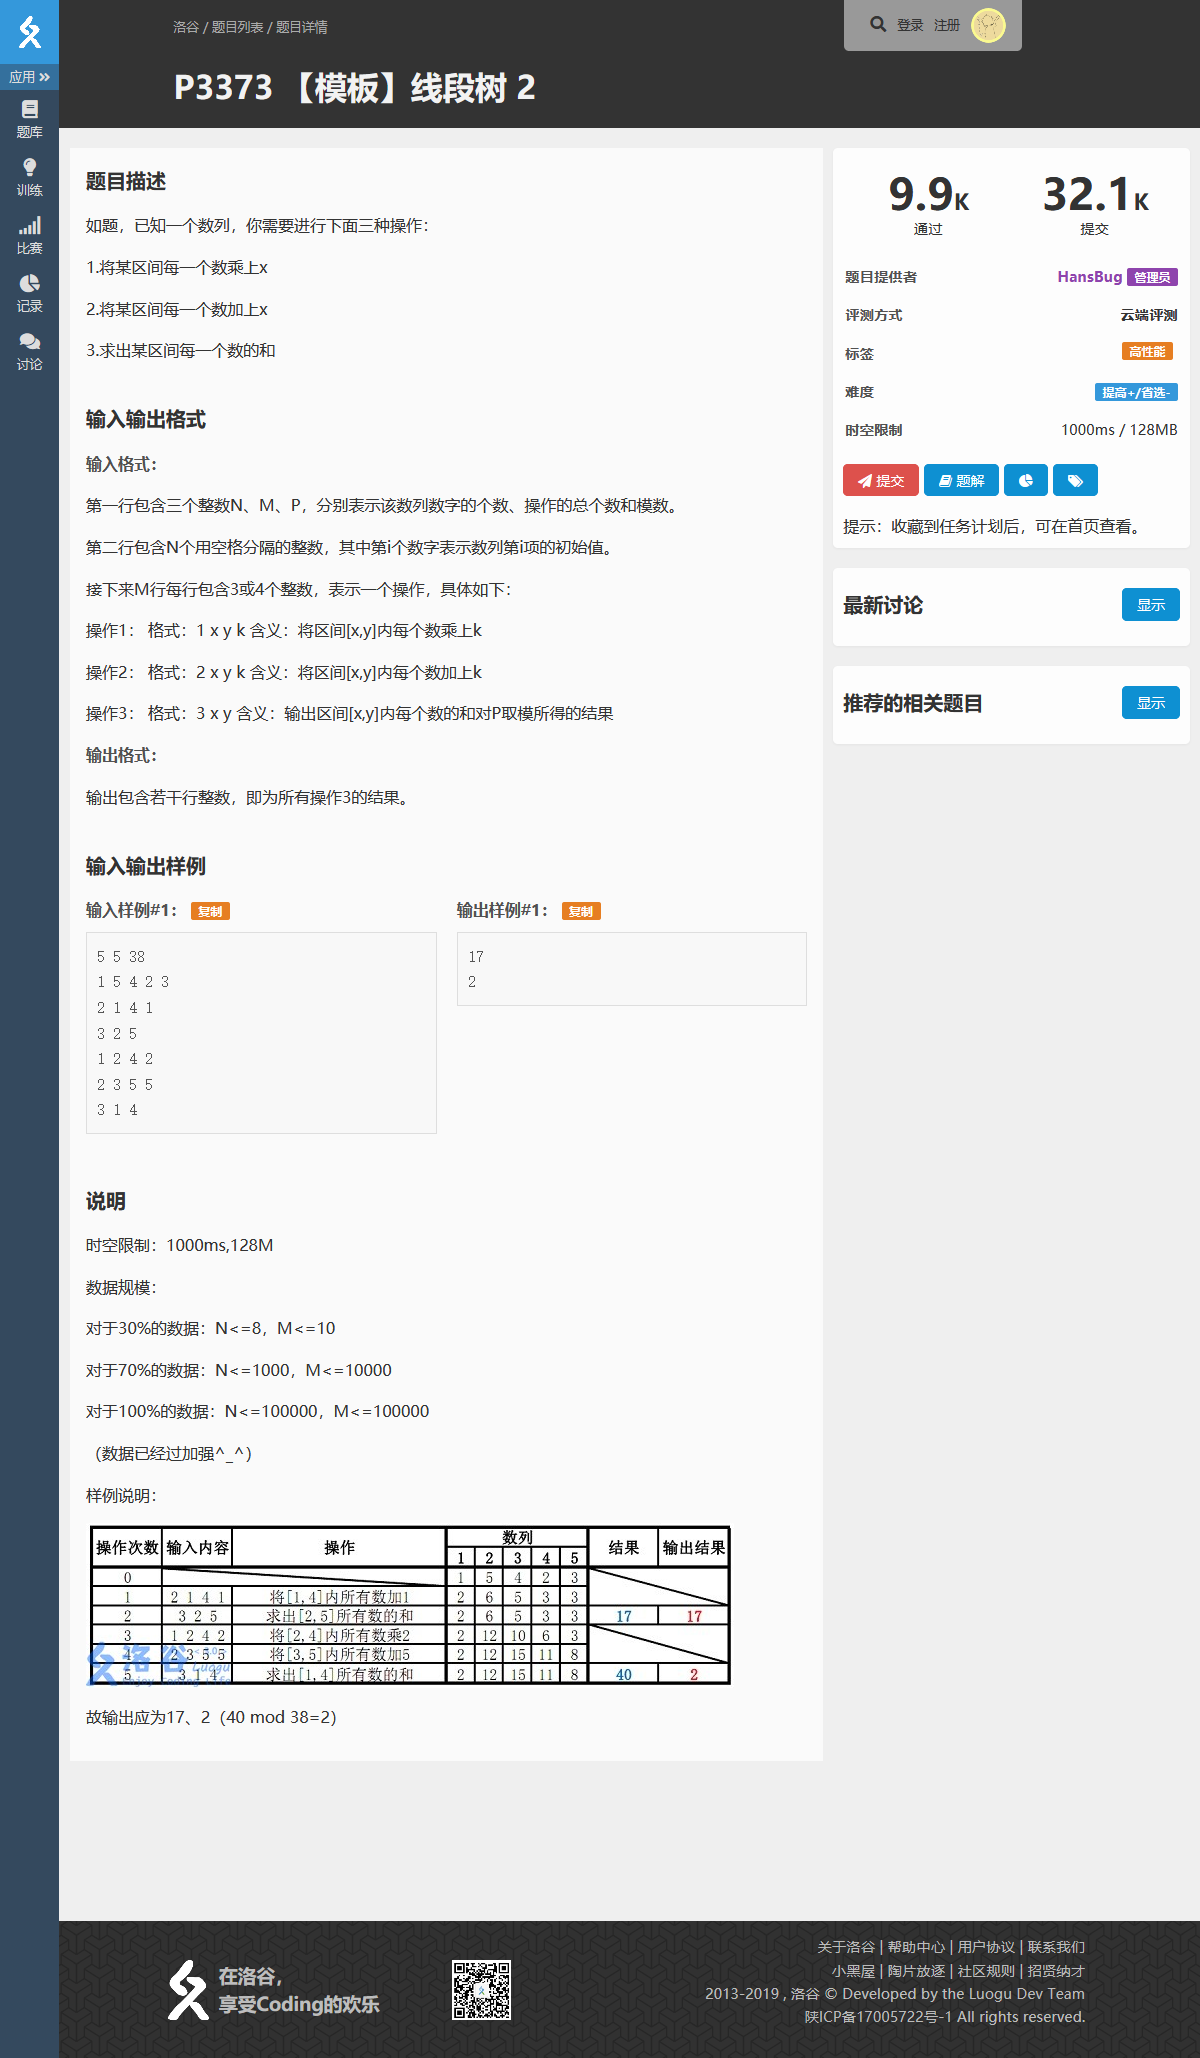 洛谷 / 题目列表 / 题目详情
登录 注册
P3373 【模板】线段树 2
应用
题库
训练
比赛
记录
讨论
题目描述
如题，已知一个数列，你需要进行下面三种操作：
1.将某区间每一个数乘上x
2.将某区间每一个数加上x
3.求出某区间每一个数的和
输入输出格式
输入格式：
第一行包含三个整数N、M、P，分别表示该数列数字的个数、操作的总个数和模数。
第二行包含N个用空格分隔的整数，其中第i个数字表示数列第i项的初始值。
接下来M行每行包含3或4个整数，表示一个操作，具体如下：
操作1： 格式：1 x y k 含义：将区间[x,y]内每个数乘上k
操作2： 格式：2 x y k 含义：将区间[x,y]内每个数加上k
操作3： 格式：3 x y 含义：输出区间[x,y]内每个数的和对P取模所得的结果
输出格式：
输出包含若干行整数，即为所有操作3的结果。
输入输出样例
输入样例#1： 复制
5 5 38
1 5 4 2 3
2 1 4 1
3 2 5
1 2 4 2
2 3 5 5
3 1 4
输出样例#1： 复制
17
2
说明
时空限制：1000ms,128M
数据规模：
对于30%的数据：N<=8，M<=10
对于70%的数据：N<=1000，M<=10000
对于100%的数据：N<=100000，M<=100000
（数据已经过加强^_^）
样例说明：
操作次数 输入内容 操作 数列 结果 输出结果
1 2 3 4 5
0 1 5 4 2 3
1 2 1 4 1 将[1,4]内所有数加1 2 6 5 3 3
2 3 2 5 求出[2,5]所有数的和 2 6 5 3 3 17 17
3 1 2 4 2 将[2,4]内所有数乘2 2 12 10 6 3
4 2 3 5 5 将[3,5]内所有数加5 2 12 15 11 8
5 3 1 4 求出[1,4]所有数的和 2 12 15 11 8 40 2
洛谷
Luogu
Enjoy Coding Life
故输出应为17、2（40 mod 38=2）
9.9K
通过
32.1K
提交
题目提供者 HansBug 管理员
评测方式 云端评测
标签 高性能
难度 提高+/省选-
时空限制 1000ms / 128MB
提交 题解
提示：收藏到任务计划后，可在首页查看。
最新讨论 显示
推荐的相关题目 显示
在洛谷，
享受Coding的欢乐
关于洛谷 | 帮助中心 | 用户协议 | 联系我们
小黑屋 | 陶片放逐 | 社区规则 | 招贤纳才
2013-2019 , 洛谷 © Developed by the Luogu Dev Team
陕ICP备17005722号-1 All rights reserved.